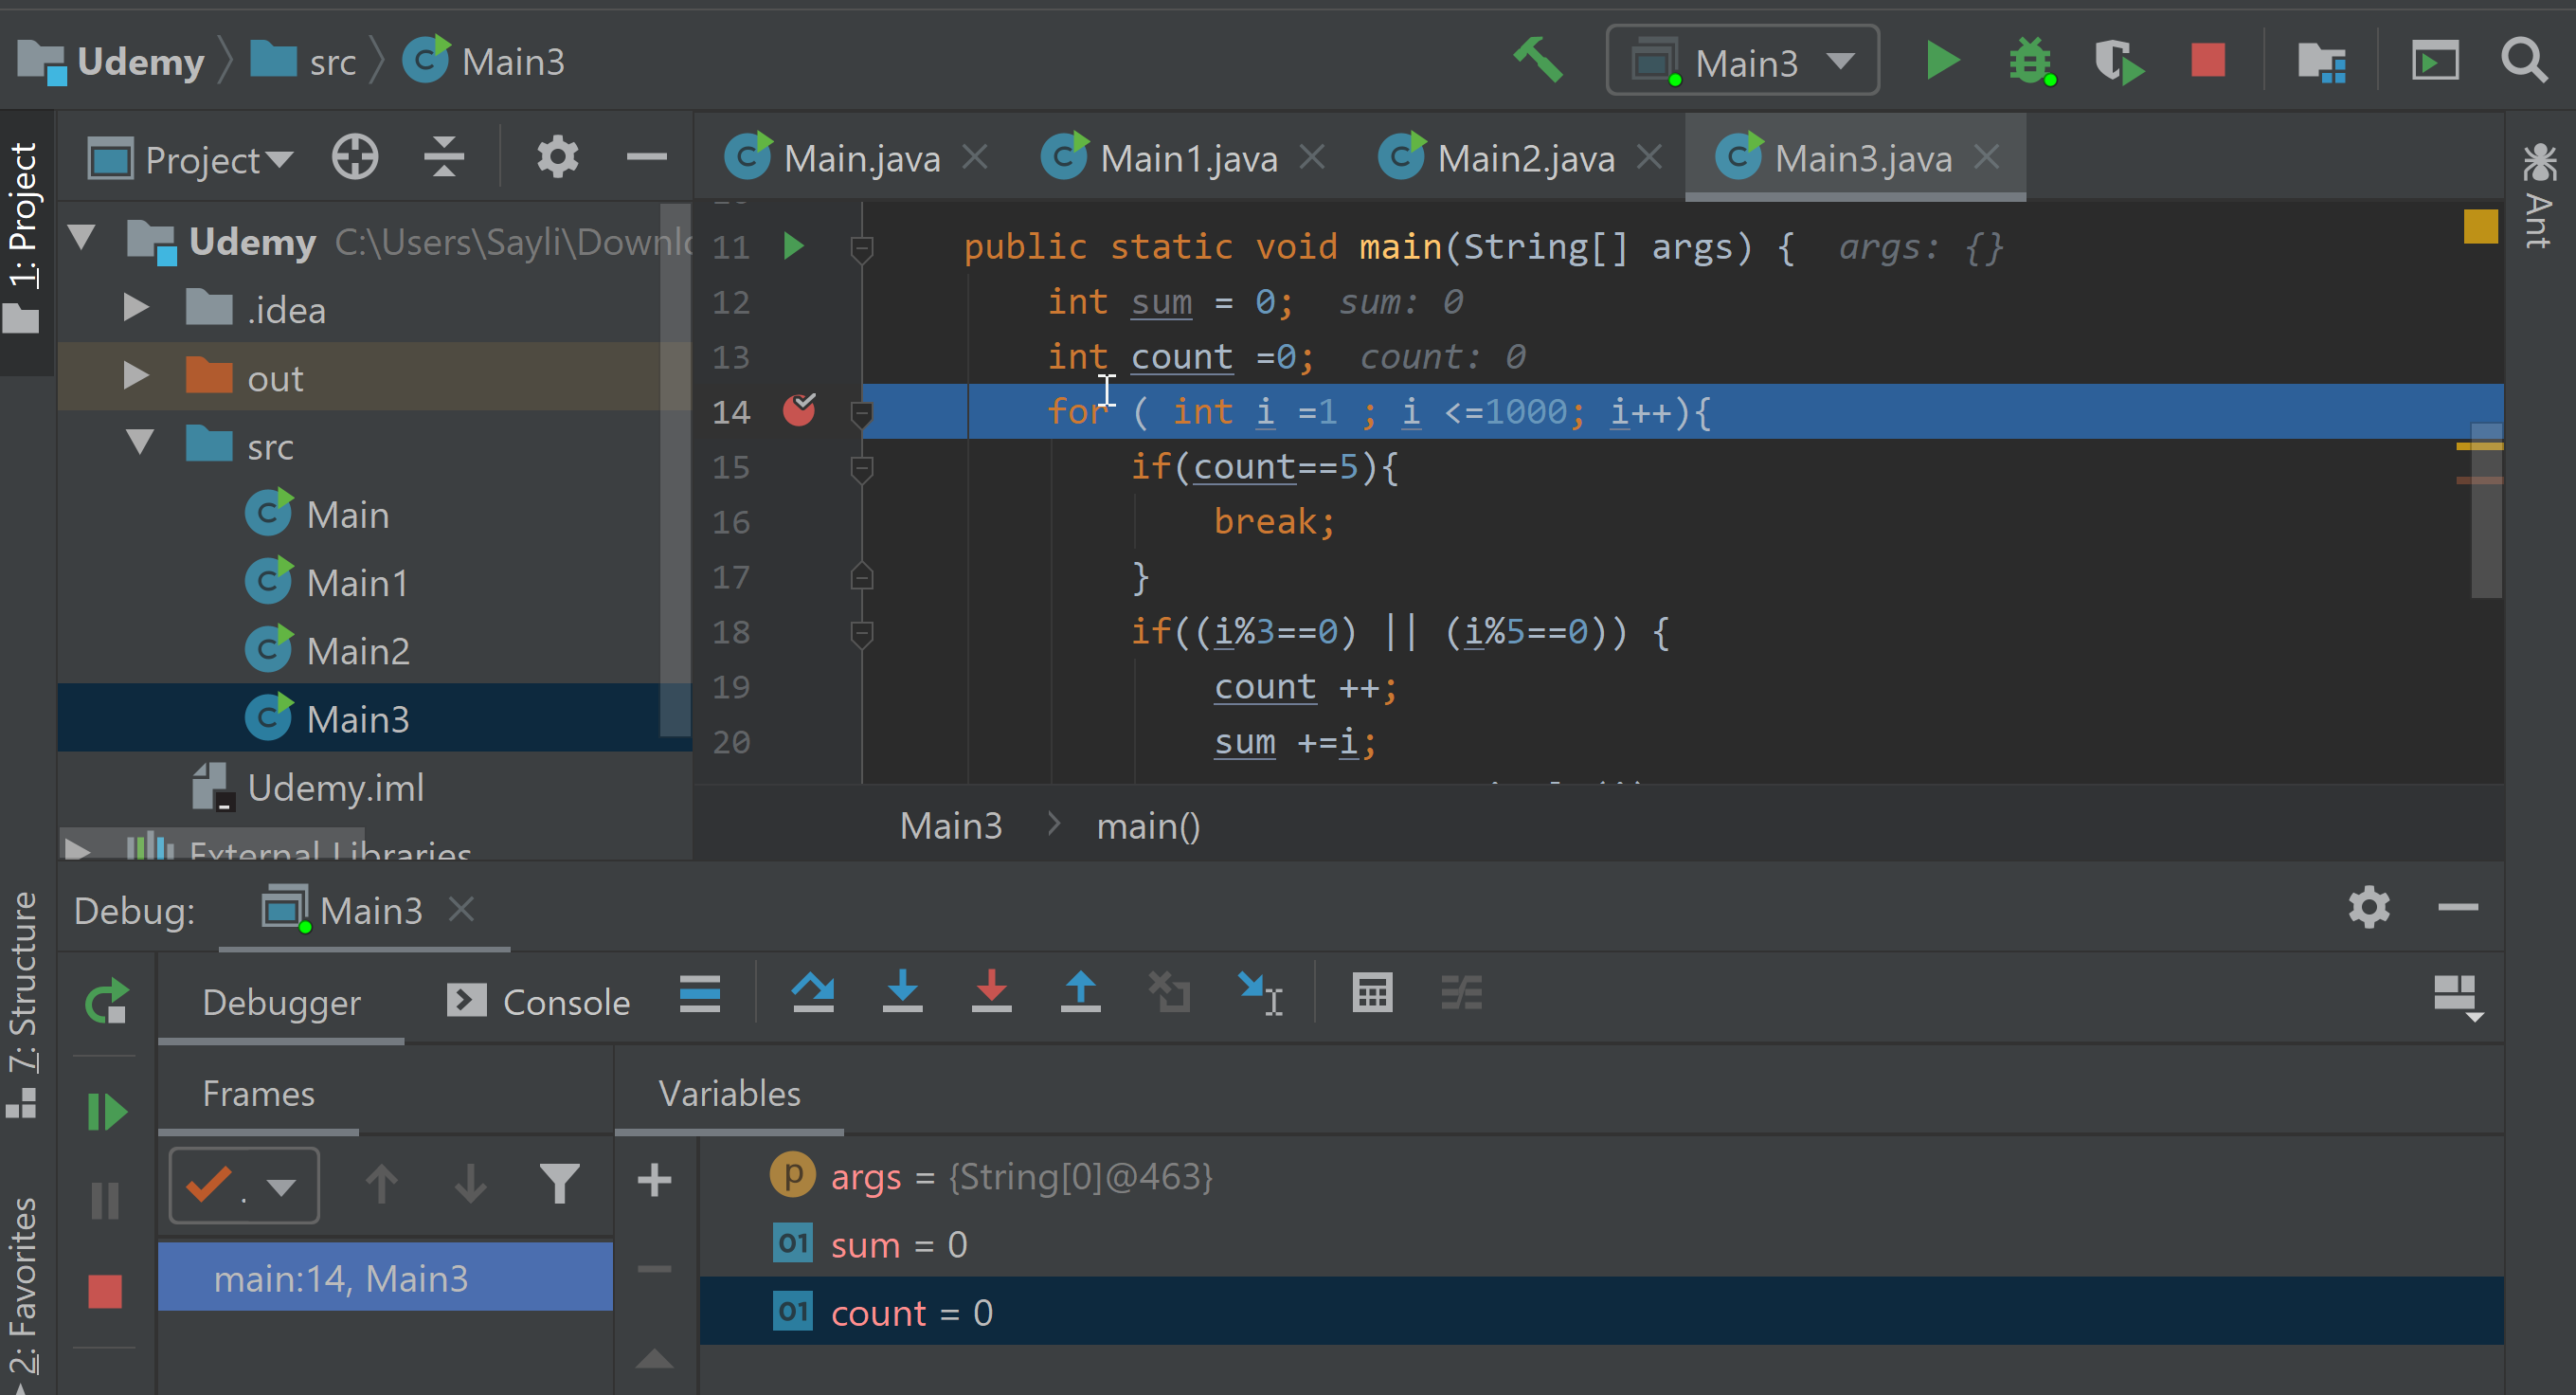 Udemy src Main3
Main3
1: Project
Project
Main.java Main1.java Main2.java Main3.java
Ant
Udemy C:\Users\Sayli\Downlo
.idea
out
src
Main
Main1
Main2
Main3
Udemy.iml
External Libraries
11 public static void main(String[] args) { args: {}
12 int sum = 0; sum: 0
13 int count =0; count: 0
14 for ( int i =1 ; i <=1000; i++){
15 if(count==5){
16 break;
17 }
18 if((i%3==0) || (i%5==0)) {
19 count ++;
20 sum +=i;
Main3 > main()
7: Structure
2: Favorites
Debug: Main3
Debugger Console
Frames Variables
args = {String[0]@463}
sum = 0
main:14, Main3
count = 0